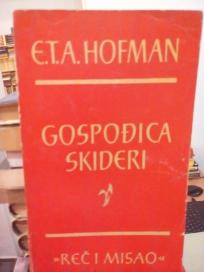 E.T.A. HOFMAN
GOSPOĐICA
SKIDERI
»REČ I MISAO«